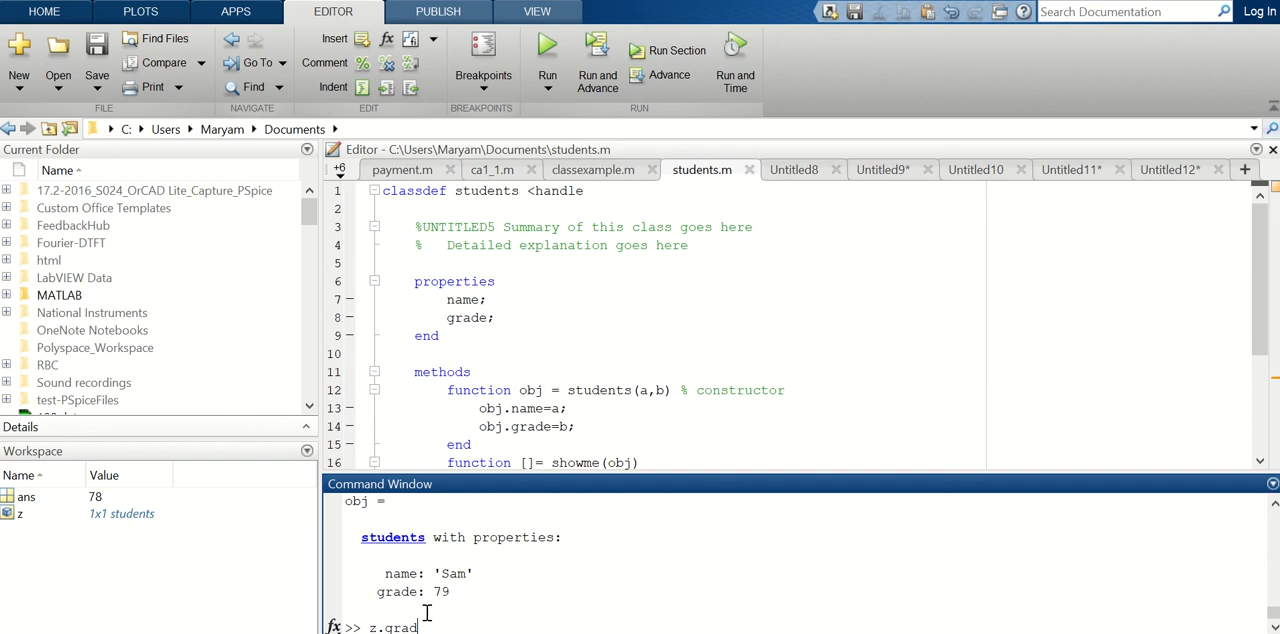 HOME PLOTS APPS EDITOR PUBLISH VIEW Search Documentation Log In
New Open Save Find Files Compare Print
FILE
Go To Find
NAVIGATE
Insert fx
Comment
Indent
EDIT
Breakpoints
BREAKPOINTS
Run Run and Advance Run Section Advance Run and Time
RUN
C: Users Maryam Documents
Current Folder
Name
17.2-2016_S024_OrCAD Lite_Capture_PSpice
Custom Office Templates
FeedbackHub
Fourier-DTFT
html
LabVIEW Data
MATLAB
National Instruments
OneNote Notebooks
Polyspace_Workspace
RBC
Sound recordings
test-PSpiceFiles
Details
Workspace
Name Value
ans 78
z 1x1 students
Editor - C:\Users\Maryam\Documents\students.m
+6 payment.m ca1_1.m classexample.m students.m Untitled8 Untitled9* Untitled10 Untitled11* Untitled12*
1 classdef students <handle
2
3 %UNTITLED5 Summary of this class goes here
4 % Detailed explanation goes here
5
6 properties
7 name;
8 grade;
9 end
10
11 methods
12 function obj = students(a,b) % constructor
13 obj.name=a;
14 obj.grade=b;
15 end
16 function []= showme(obj)
Command Window
obj =
students with properties:
name: 'Sam'
grade: 79
fx >> z.grad